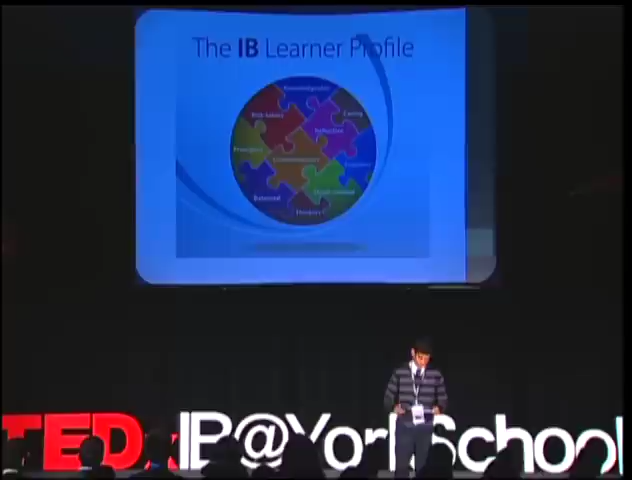 The IB Learner Profile
Knowledgeable
Risk-takers
Caring
Reflective
Principled
Communicators
Balanced
Thinkers
TEDxIB@YorkSchool